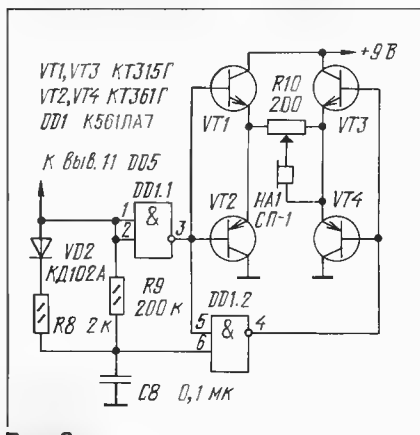 +9 В
VT1, VT3 КТ315Г
VT2, VT4 КТ361Г
DD1 К561ЛА7
R10
200
VT1
VT3
К выв. 11 DD5
DD1.1
1
&
2
3
VT2
HA1
СП-1
VT4
VD2
КД102А
R9
200 к
DD1.2
R8 2 к
5
&
4
6
C8 0,1 мк